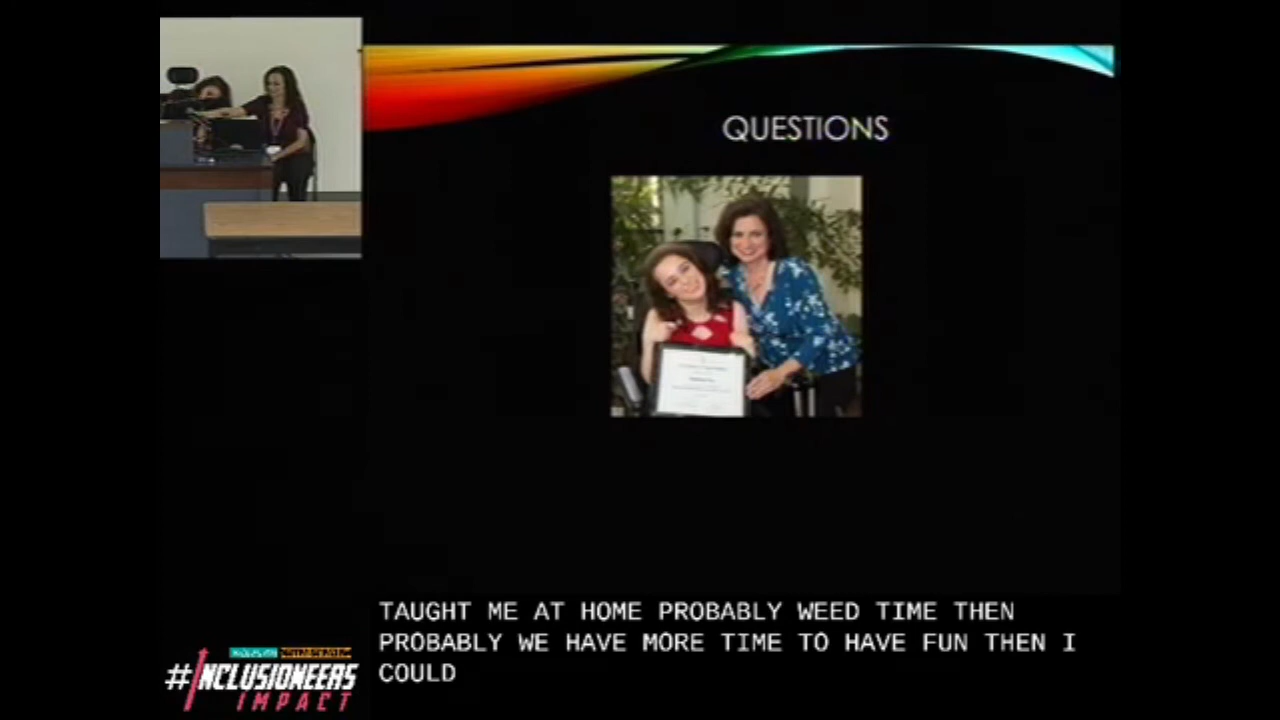 QUESTIONS
TAUGHT ME AT HOME PROBABLY WEED TIME THEN
PROBABLY WE HAVE MORE TIME TO HAVE FUN THEN I
COULD
#INCLUSIONEERS
IMPACT